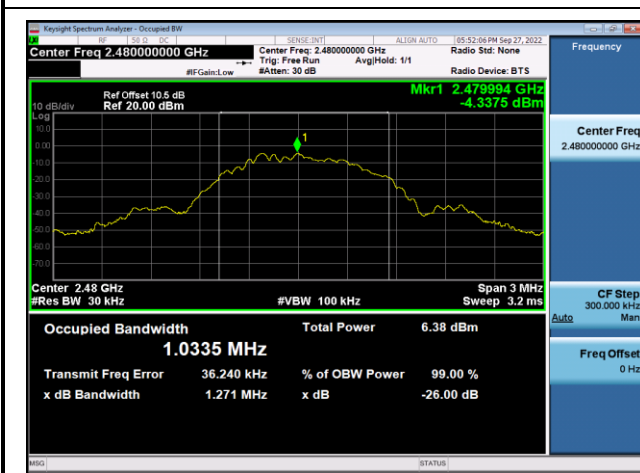 Keysight Spectrum Analyzer - Occupied BW
RF 50 Ω DC SENSE:INT ALIGN AUTO 05:52:06 PM Sep 27, 2022
Center Freq 2.480000000 GHz Center Freq: 2.480000000 GHz Radio Std: None Frequency
Trig: Free Run Avg|Hold: 1/1
#IFGain:Low #Atten: 30 dB Radio Device: BTS
Ref Offset 10.5 dB Mkr1 2.479994 GHz
10 dB/div Ref 20.00 dBm -4.3375 dBm
Log
10.0
0.00
1
Center Freq
2.480000000 GHz
-10.0
-20.0
-30.0
-40.0
-50.0
-60.0
-70.0
Center 2.48 GHz Span 3 MHz
#Res BW 30 kHz #VBW 100 kHz Sweep 3.2 ms
CF Step
300.000 kHz
Auto Man
Occupied Bandwidth Total Power 6.38 dBm
1.0335 MHz
Freq Offset
0 Hz
Transmit Freq Error 36.240 kHz % of OBW Power 99.00 %
x dB Bandwidth 1.271 MHz x dB -26.00 dB
MSG STATUS